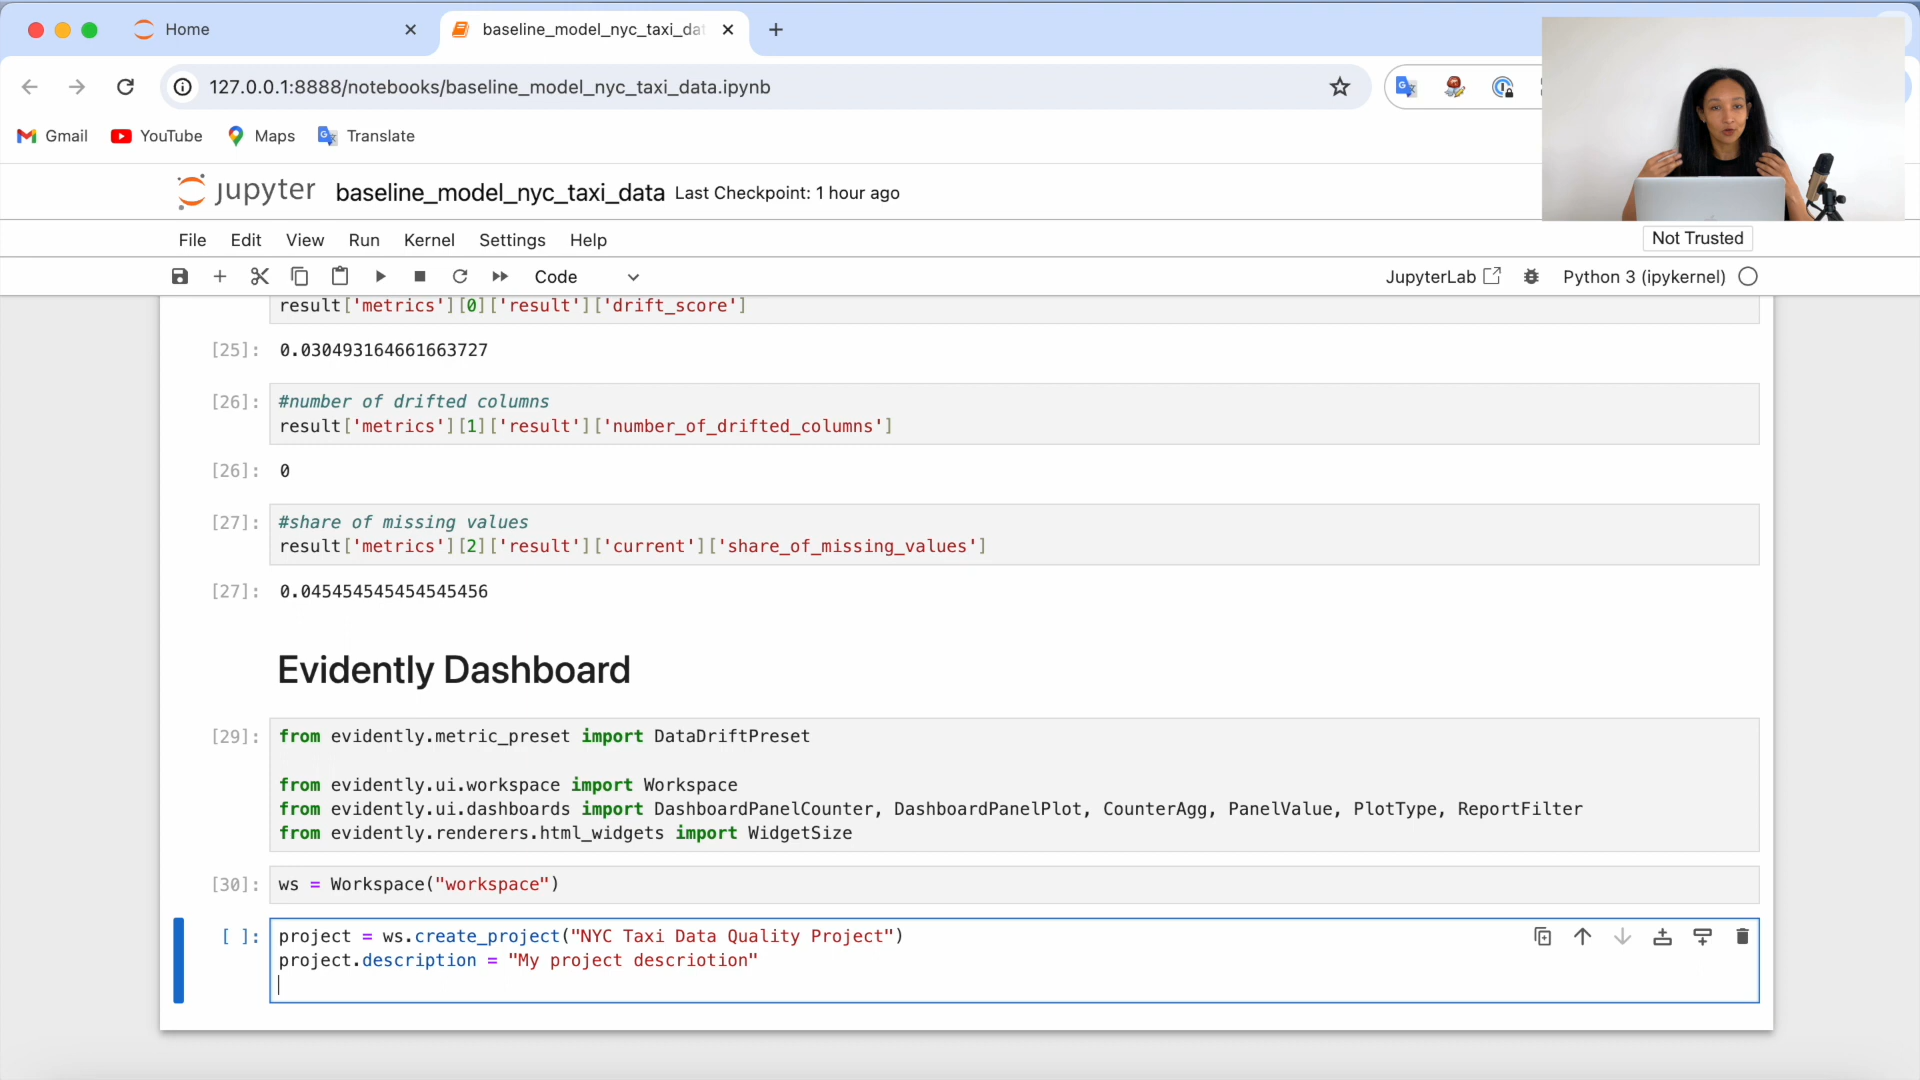 Home
baseline_model_nyc_taxi_dat
127.0.0.1:8888/notebooks/baseline_model_nyc_taxi_data.ipynb
Gmail YouTube Maps Translate
jupyter baseline_model_nyc_taxi_data Last Checkpoint: 1 hour ago
File Edit View Run Kernel Settings Help
Not Trusted
Code
JupyterLab Python 3 (ipykernel)
result['metrics'][0]['result']['drift_score']
[25]: 0.030493164661663727
[26]: #number of drifted columns
result['metrics'][1]['result']['number_of_drifted_columns']
[26]: 0
[27]: #share of missing values
result['metrics'][2]['result']['current']['share_of_missing_values']
[27]: 0.045454545454545456
Evidently Dashboard
[29]: from evidently.metric_preset import DataDriftPreset
from evidently.ui.workspace import Workspace
from evidently.ui.dashboards import DashboardPanelCounter, DashboardPanelPlot, CounterAgg, PanelValue, PlotType, ReportFilter
from evidently.renderers.html_widgets import WidgetSize
[30]: ws = Workspace("workspace")
[ ]: project = ws.create_project("NYC Taxi Data Quality Project")
project.description = "My project descriotion"